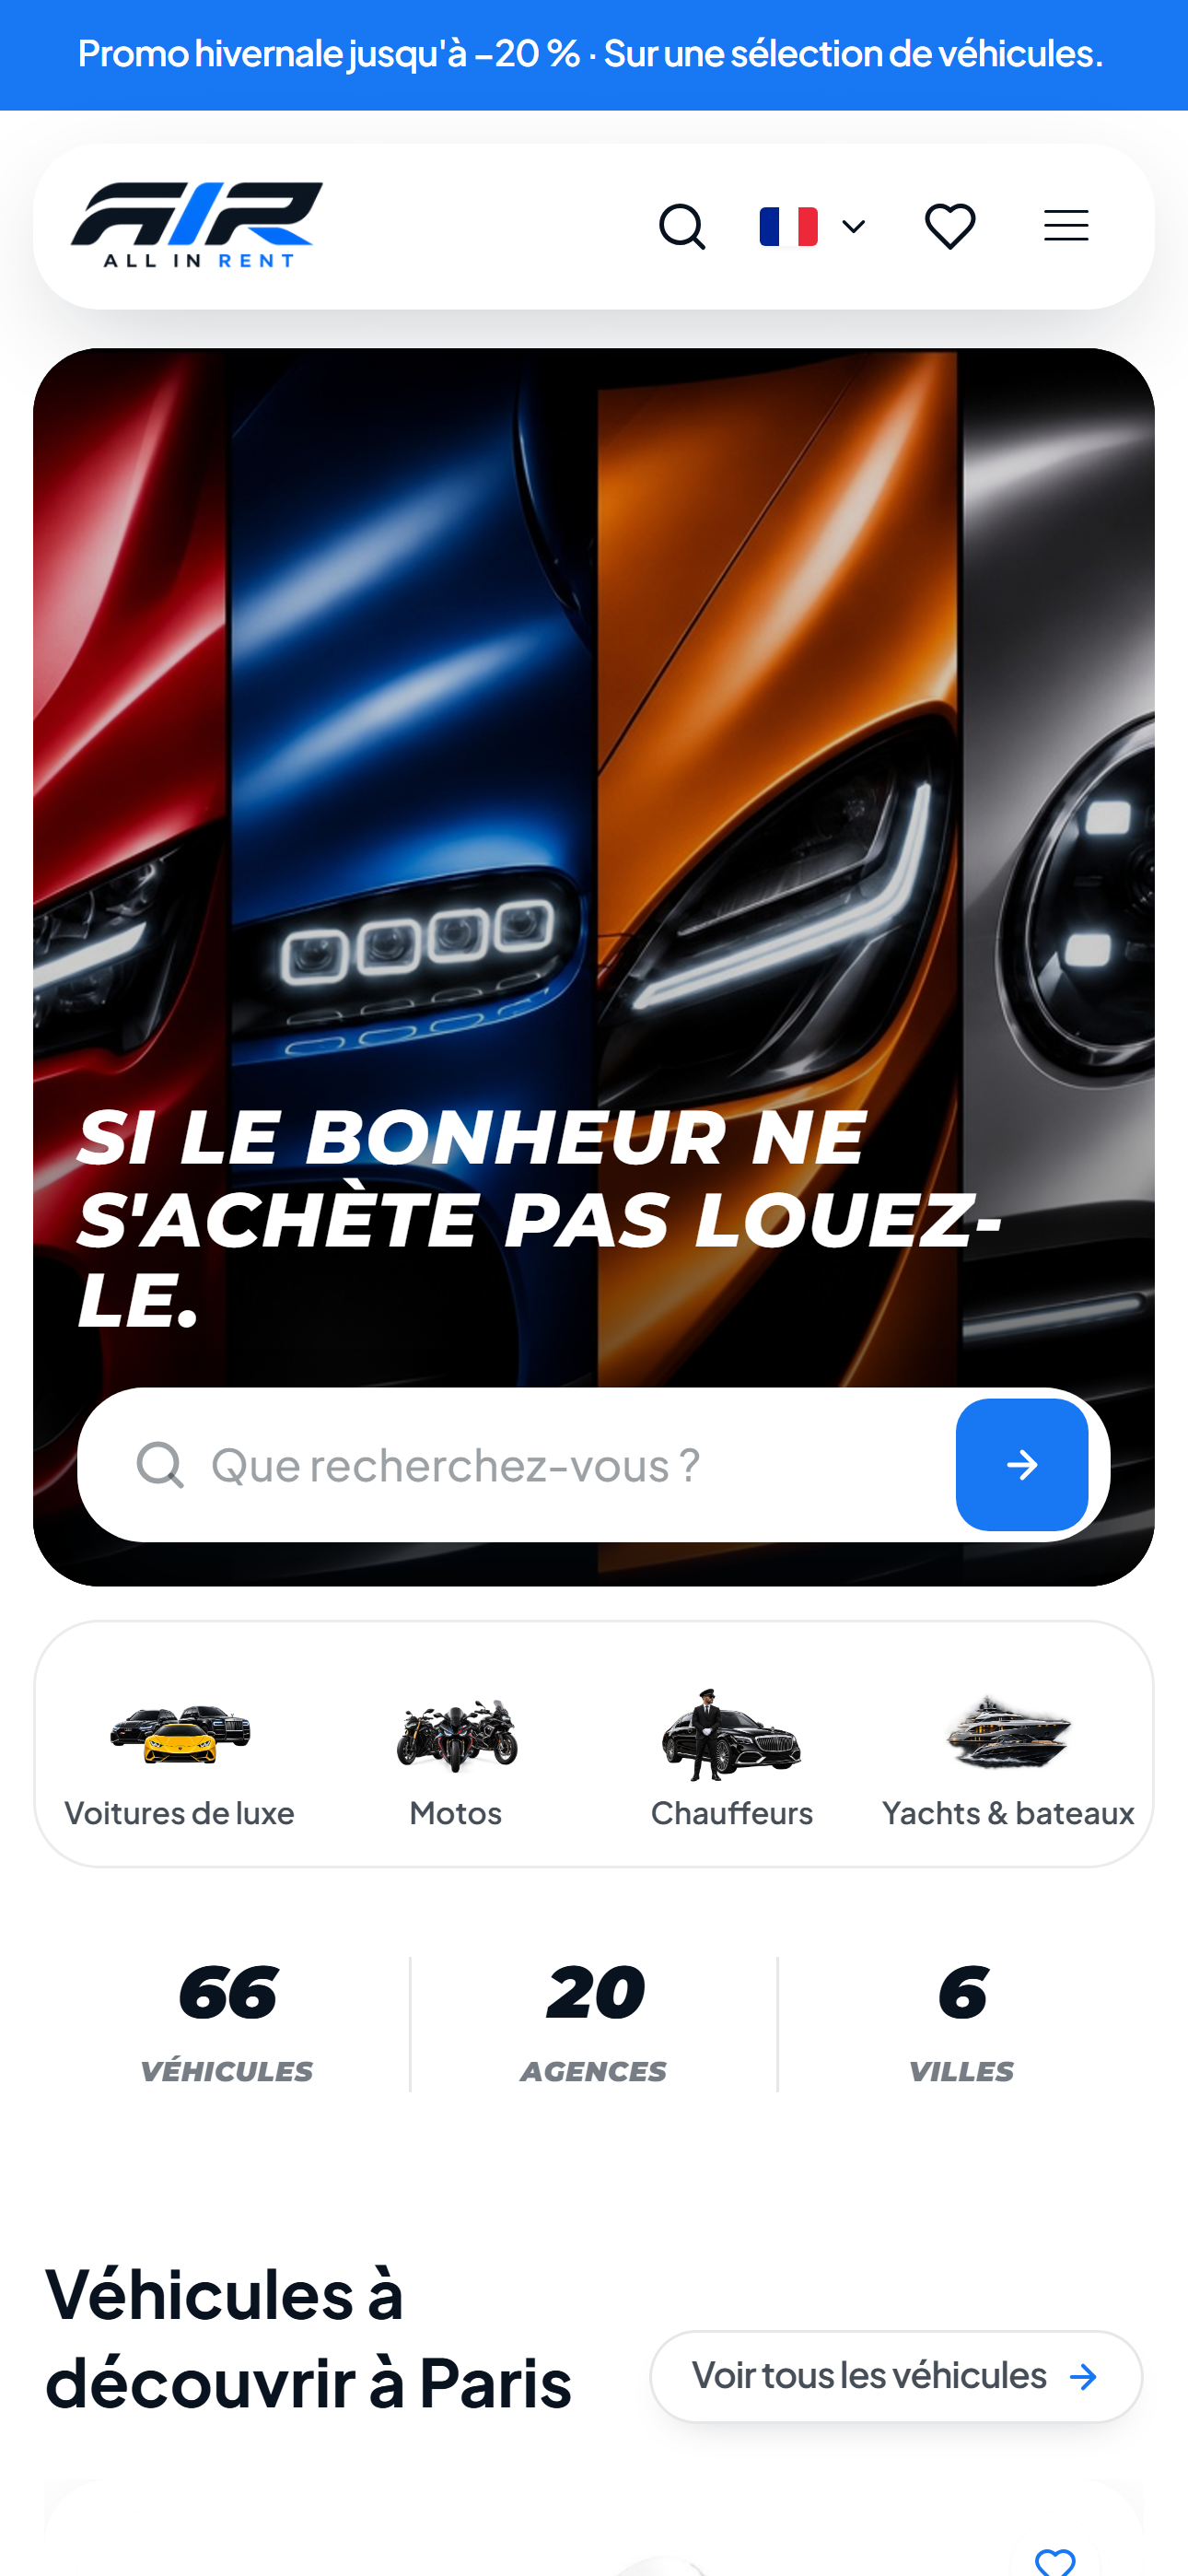 Promo hivernale jusqu'à –20 % · Sur une sélection de véhicules.
AIR
ALL IN RENT
SI LE BONHEUR NE
S'ACHÈTE PAS LOUEZ-
LE.
Que recherchez-vous ?
Voitures de luxe
Motos
Chauffeurs
Yachts & bateaux
66
VÉHICULES
20
AGENCES
6
VILLES
Véhicules à
découvrir à Paris
Voir tous les véhicules